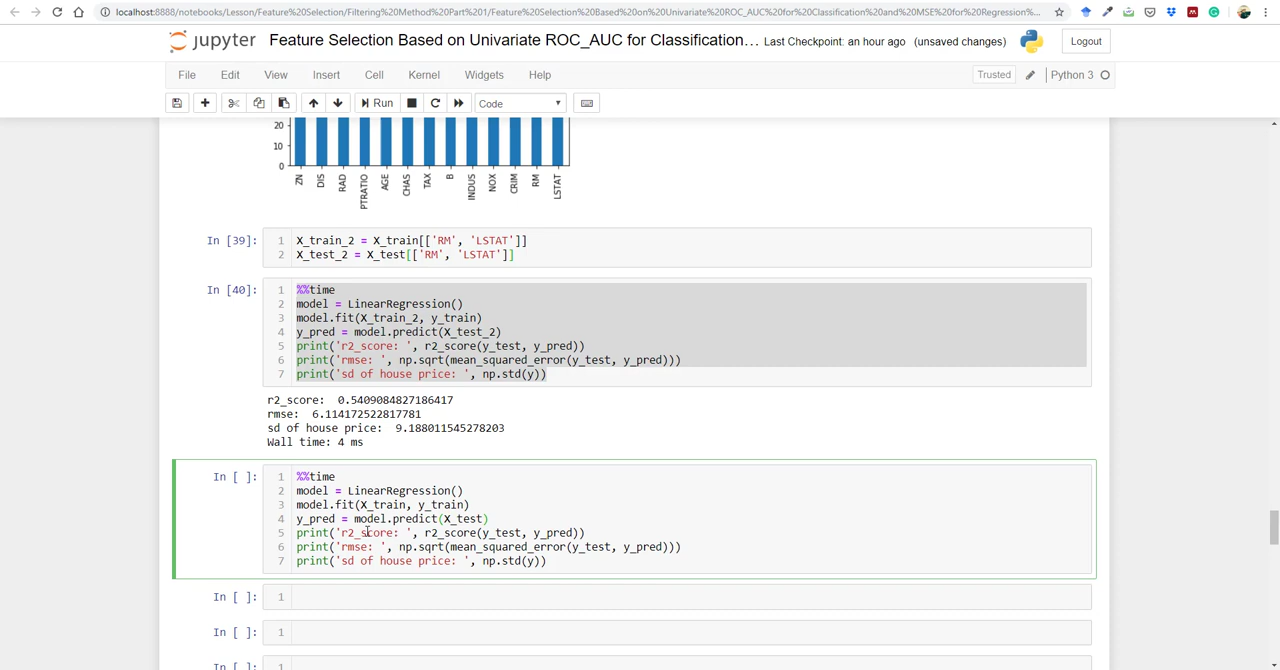 localhost:8888/notebooks/Lesson/Feature%20Selection/Filtering%20Method%20Part%201/Feature%20Selection%20Based%20on%20Univariate%20ROC_AUC%20for%20Classification%20and%20MSE%20for%20Regression%...
jupyter Feature Selection Based on Univariate ROC_AUC for Classification... Last Checkpoint: an hour ago (unsaved changes) Logout
File Edit View Insert Cell Kernel Widgets Help Trusted Python 3
Run Code
20
10
0
ZN DIS RAD PTRATIO AGE CHAS TAX B INDUS NOX CRIM RM LSTAT
In [39]: 1 X_train_2 = X_train[['RM', 'LSTAT']]
2 X_test_2 = X_test[['RM', 'LSTAT']]
In [40]: 1 %%time
2 model = LinearRegression()
3 model.fit(X_train_2, y_train)
4 y_pred = model.predict(X_test_2)
5 print('r2_score: ', r2_score(y_test, y_pred))
6 print('rmse: ', np.sqrt(mean_squared_error(y_test, y_pred)))
7 print('sd of house price: ', np.std(y))
r2_score:  0.5409084827186417
rmse:  6.114172522817781
sd of house price:  9.188011545278203
Wall time: 4 ms
In [ ]: 1 %%time
2 model = LinearRegression()
3 model.fit(X_train, y_train)
4 y_pred = model.predict(X_test)
5 print('r2_score: ', r2_score(y_test, y_pred))
6 print('rmse: ', np.sqrt(mean_squared_error(y_test, y_pred)))
7 print('sd of house price: ', np.std(y))
In [ ]: 1
In [ ]: 1
In [ ]: 1